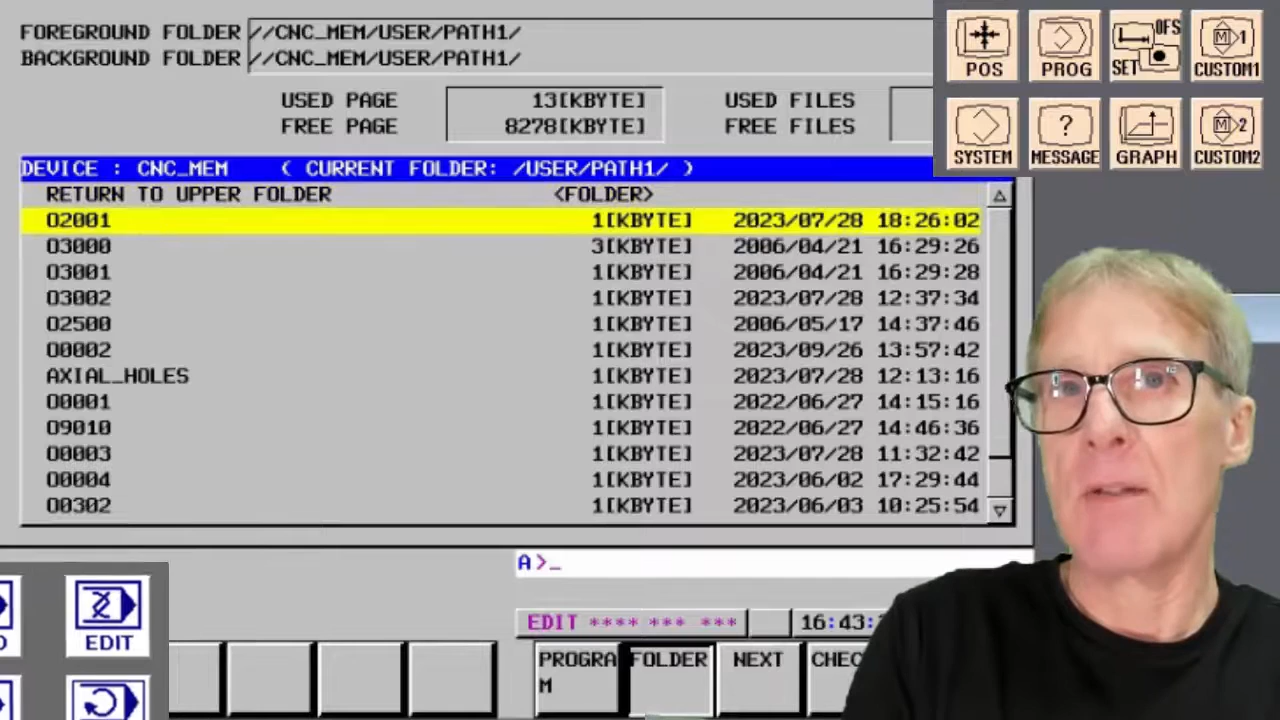 FOREGROUND FOLDER //CNC_MEM/USER/PATH1/
BACKGROUND FOLDER //CNC_MEM/USER/PATH1/
USED PAGE 13[KBYTE] USED FILES
FREE PAGE 8278[KBYTE] FREE FILES
DEVICE : CNC_MEM ( CURRENT FOLDER: /USER/PATH1/ )
RETURN TO UPPER FOLDER <FOLDER>
O2001 1[KBYTE] 2023/07/28 18:26:02
O3000 3[KBYTE] 2006/04/21 16:29:26
O3001 1[KBYTE] 2006/04/21 16:29:28
O3002 1[KBYTE] 2023/07/28 12:37:34
O2500 1[KBYTE] 2006/05/17 14:37:46
O0002 1[KBYTE] 2023/09/26 13:57:42
AXIAL_HOLES 1[KBYTE] 2023/07/28 12:13:16
O0001 1[KBYTE] 2022/06/27 14:15:16
O9010 1[KBYTE] 2022/06/27 14:46:36
O0003 1[KBYTE] 2023/07/28 11:32:42
O0004 1[KBYTE] 2023/06/02 17:29:44
O0302 1[KBYTE] 2023/06/03 10:25:54
A>_
EDIT **** *** *** 16:43:
PROGRA
M
FOLDER
NEXT
CHEC
EDIT
POS
PROG
OFS
SET
M 1
CUSTOM1
SYSTEM
?
MESSAGE
GRAPH
M 2
CUSTOM2